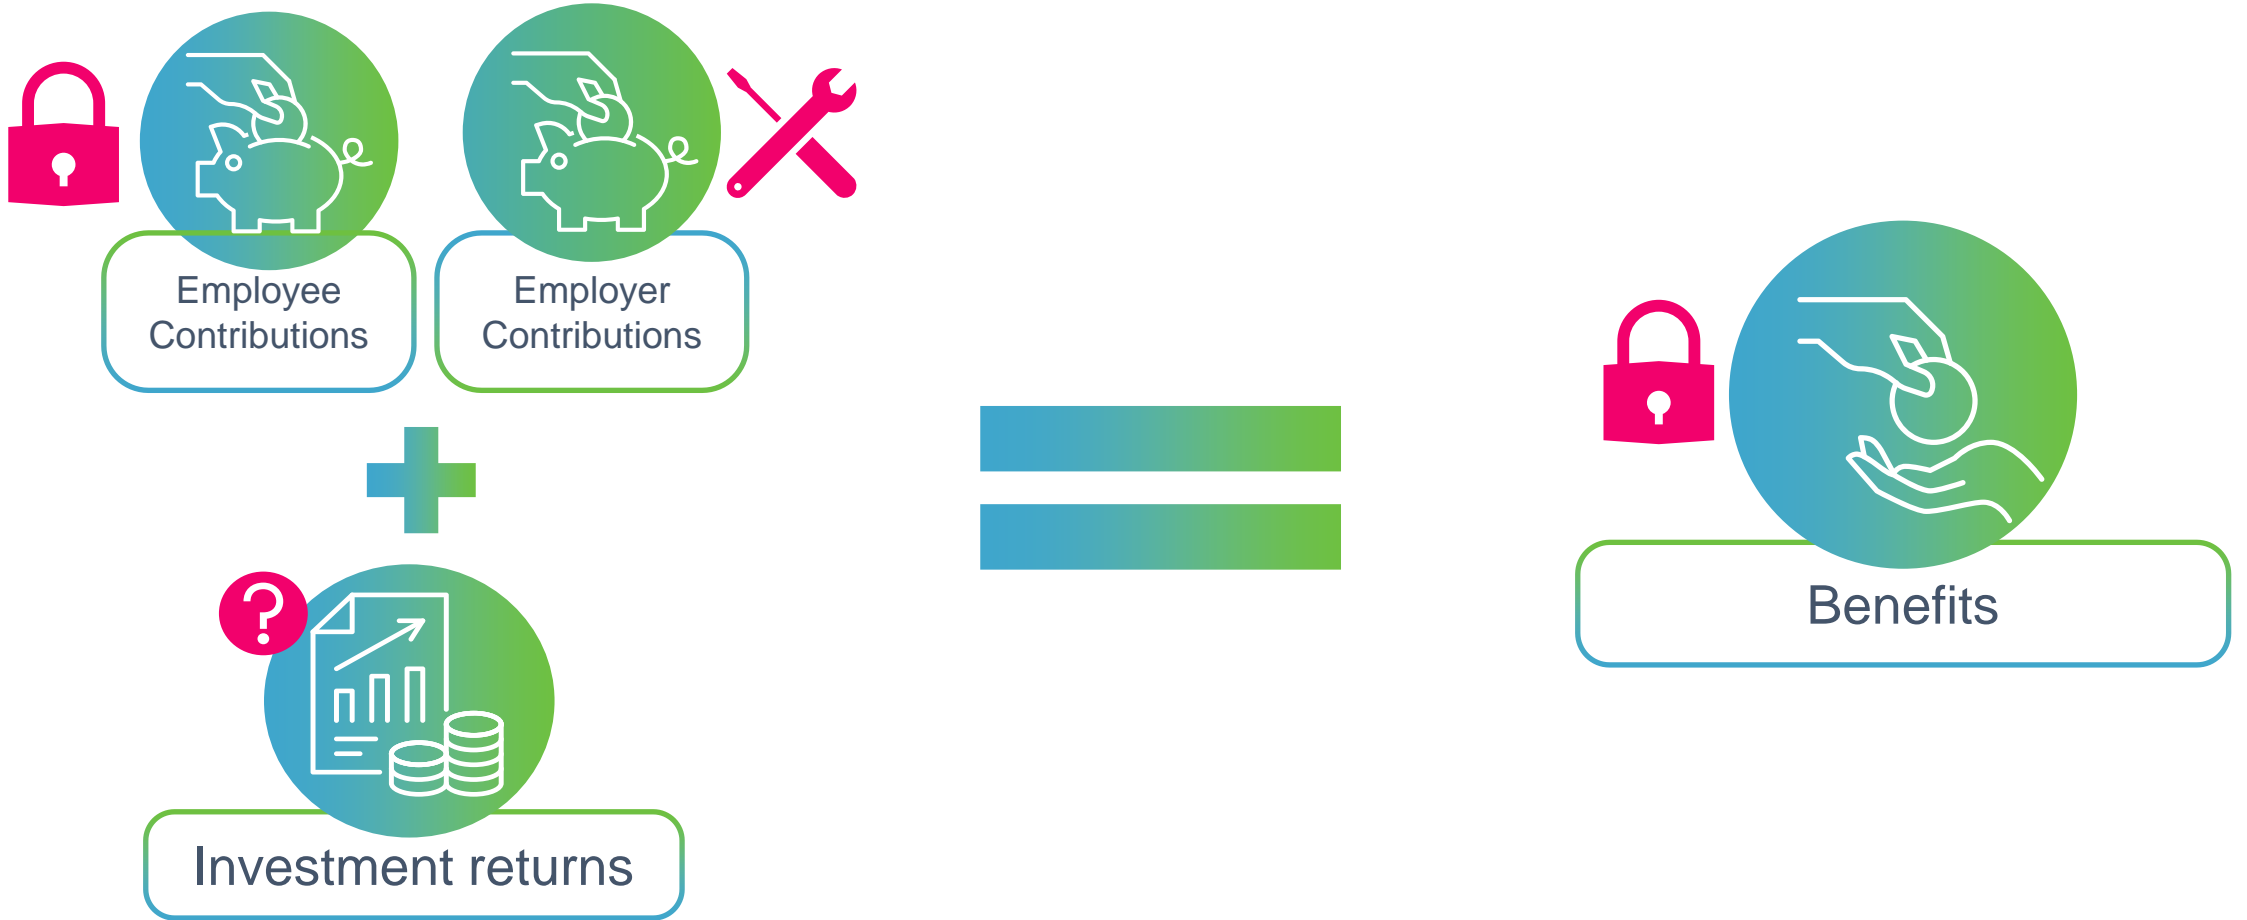 Employee
Contributions
Employer
Contributions
?
Investment returns
Benefits